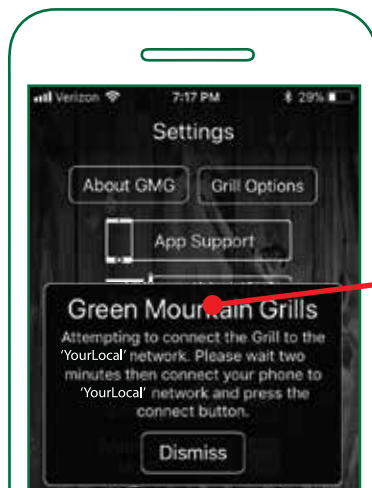 Verizon 7:17 PM 29%
Settings
About GMG Grill Options
App Support
Green Mountain Grills
Attempting to connect the Grill to the
'YourLocal' network. Please wait two
minutes then connect your phone to
'YourLocal' network and press the
connect button.
Dismiss